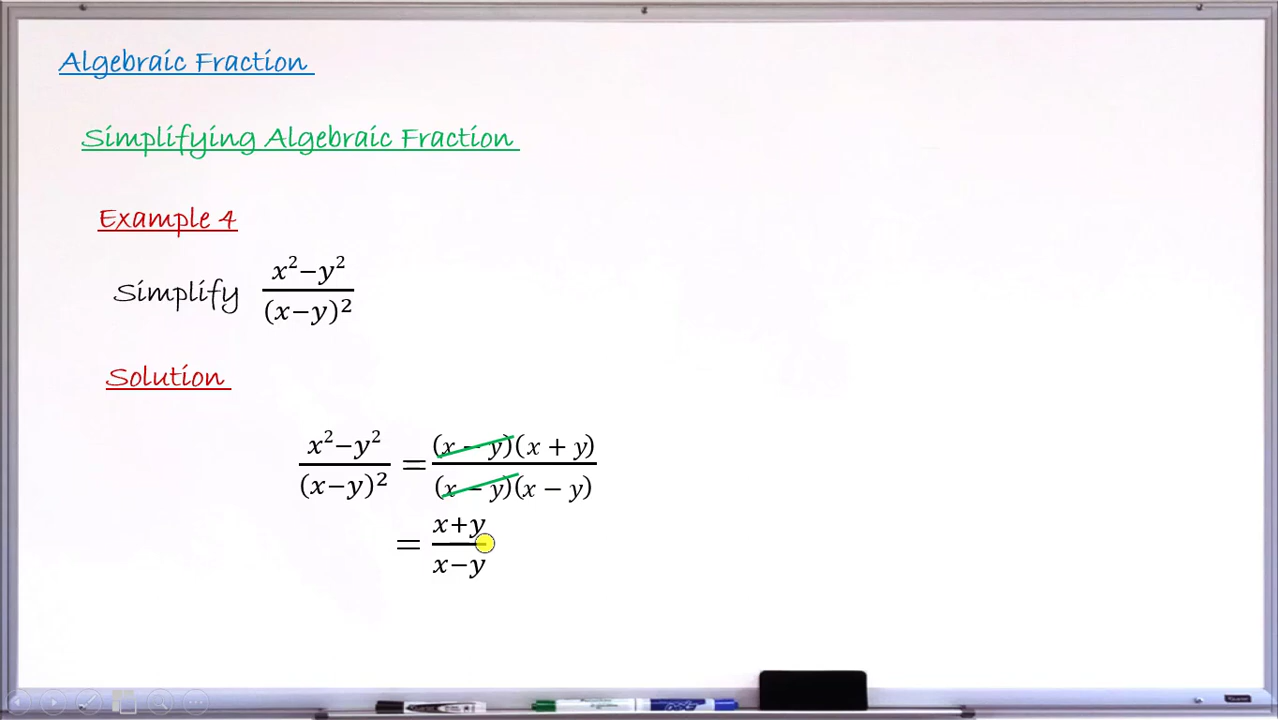 Algebraic Fraction
Simplifying Algebraic Fraction
Example 4
Simplify (x²−y²)/(x−y)²
Solution
(x²−y²)/(x−y)² = (x − y)(x + y)/(x − y)(x − y)
= (x+y)/(x−y)